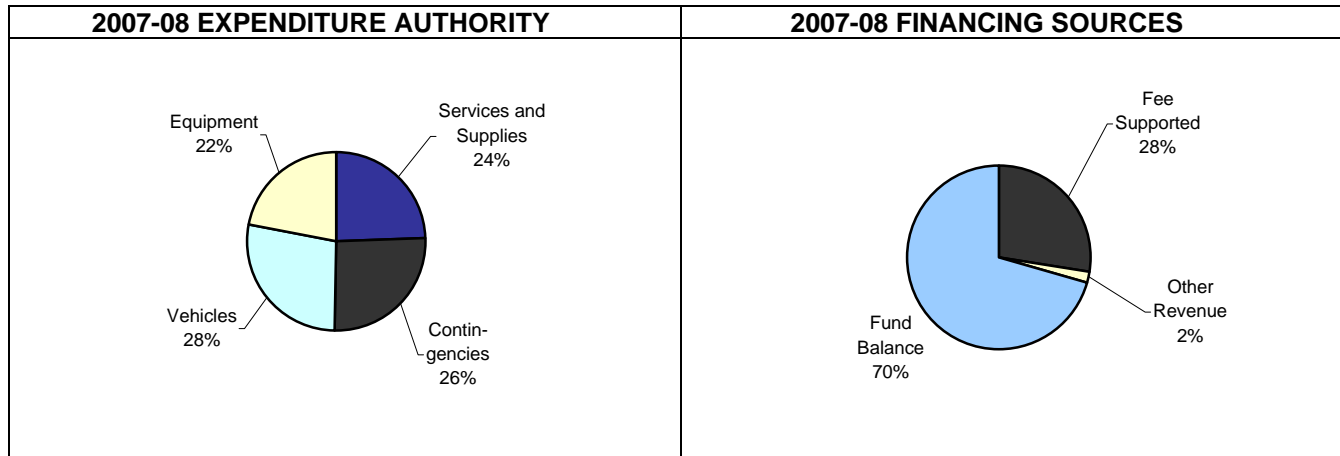 2007-08 EXPENDITURE AUTHORITY
Services and
Supplies
24%
Contin-
gencies
26%
Vehicles
28%
Equipment
22%
2007-08 FINANCING SOURCES
Fee
Supported
28%
Other
Revenue
2%
Fund
Balance
70%